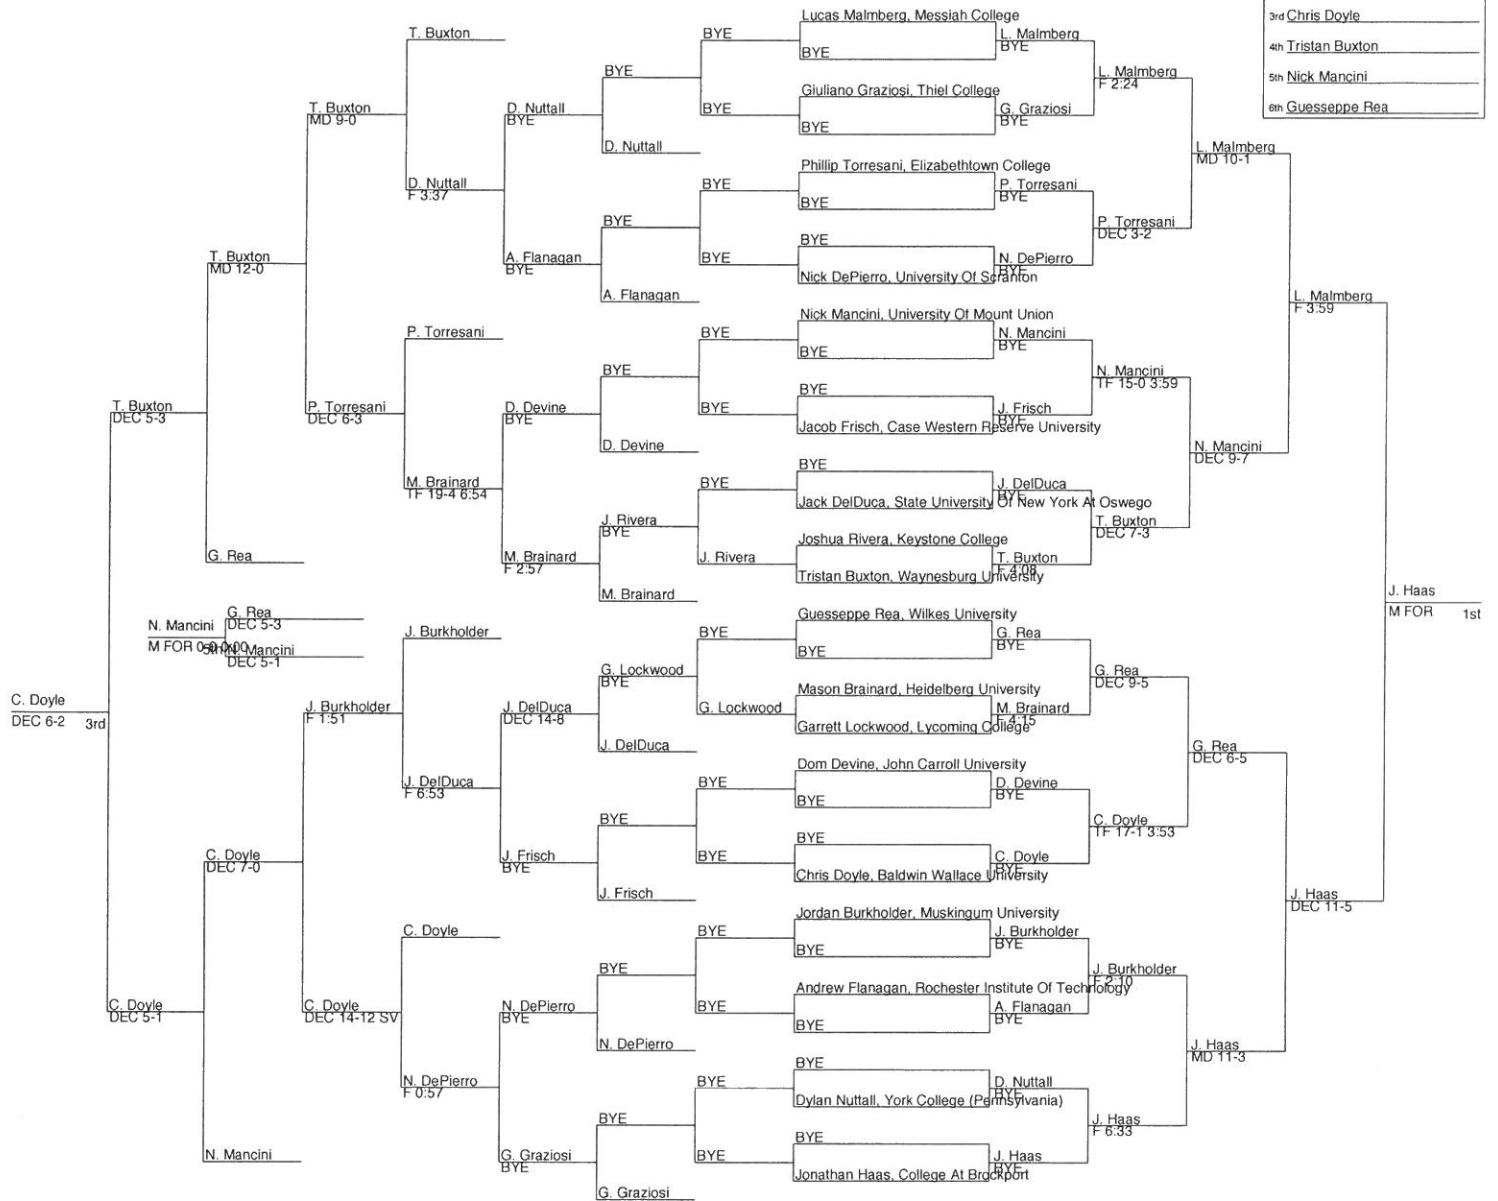 Lucas Malmberg, Messiah College
3rd Chris Doyle
T. Buxton
BYE
L. Malmberg
BYE
BYE
4th Tristan Buxton
BYE
L. Malmberg
F 2:24
5th Nick Mancini
Giuliano Graziosi, Thiel College
T. Buxton
MD 9-0
D. Nuttall
BYE
BYE
G. Graziosi
BYE
6th Guesseppe Rea
BYE
D. Nuttall
L. Malmberg
MD 10-1
Phillip Torresani, Elizabethtown College
D. Nuttall
F 3:37
BYE
P. Torresani
BYE
BYE
BYE
P. Torresani
DEC 3-2
BYE
T. Buxton
MD 12-0
A. Flanagan
BYE
BYE
N. DePierro
BYE
Nick DePierro, University Of Scranton
A. Flanagan
L. Malmberg
F 3:59
Nick Mancini, University Of Mount Union
P. Torresani
BYE
N. Mancini
BYE
BYE
BYE
N. Mancini
TF 15-0 3:59
BYE
T. Buxton
DEC 5-3
P. Torresani
DEC 6-3
D. Devine
BYE
BYE
J. Frisch
BYE
Jacob Frisch, Case Western Reserve University
D. Devine
N. Mancini
DEC 9-7
BYE
M. Brainard
TF 19-4 6:54
BYE
J. DelDuca
BYE
Jack DelDuca, State University Of New York At Oswego
J. Rivera
BYE
T. Buxton
DEC 7-3
Joshua Rivera, Keystone College
G. Rea
M. Brainard
F 2:57
J. Rivera
T. Buxton
F 4:08
Tristan Buxton, Waynesburg University
M. Brainard
J. Haas
M FOR
1st
G. Rea
DEC 5-3
Guesseppe Rea, Wilkes University
N. Mancini
M FOR 0-0 0:00
5th
N. Mancini
DEC 5-1
J. Burkholder
BYE
G. Rea
BYE
BYE
G. Lockwood
BYE
G. Rea
DEC 9-5
Mason Brainard, Heidelberg University
C. Doyle
DEC 6-2
3rd
J. Burkholder
F 1:51
J. DelDuca
DEC 14-8
G. Lockwood
M. Brainard
F 4:15
Garrett Lockwood, Lycoming College
J. DelDuca
G. Rea
DEC 6-5
Dom Devine, John Carroll University
J. DelDuca
F 6:53
BYE
D. Devine
BYE
BYE
BYE
C. Doyle
TF 17-1 3:53
BYE
C. Doyle
DEC 7-0
J. Frisch
BYE
BYE
C. Doyle
BYE
Chris Doyle, Baldwin Wallace University
J. Frisch
J. Haas
DEC 11-5
Jordan Burkholder, Muskingum University
C. Doyle
BYE
J. Burkholder
BYE
BYE
BYE
J. Burkholder
F 2:10
Andrew Flanagan, Rochester Institute Of Technology
C. Doyle
DEC 5-1
C. Doyle
DEC 14-12 SV
N. DePierro
BYE
BYE
A. Flanagan
BYE
BYE
N. DePierro
J. Haas
MD 11-3
BYE
N. DePierro
F 0:57
BYE
D. Nuttall
BYE
Dylan Nuttall, York College (Pennsylvania)
BYE
J. Haas
F 6:33
BYE
N. Mancini
G. Graziosi
BYE
BYE
J. Haas
BYE
Jonathan Haas, College At Brockport
G. Graziosi